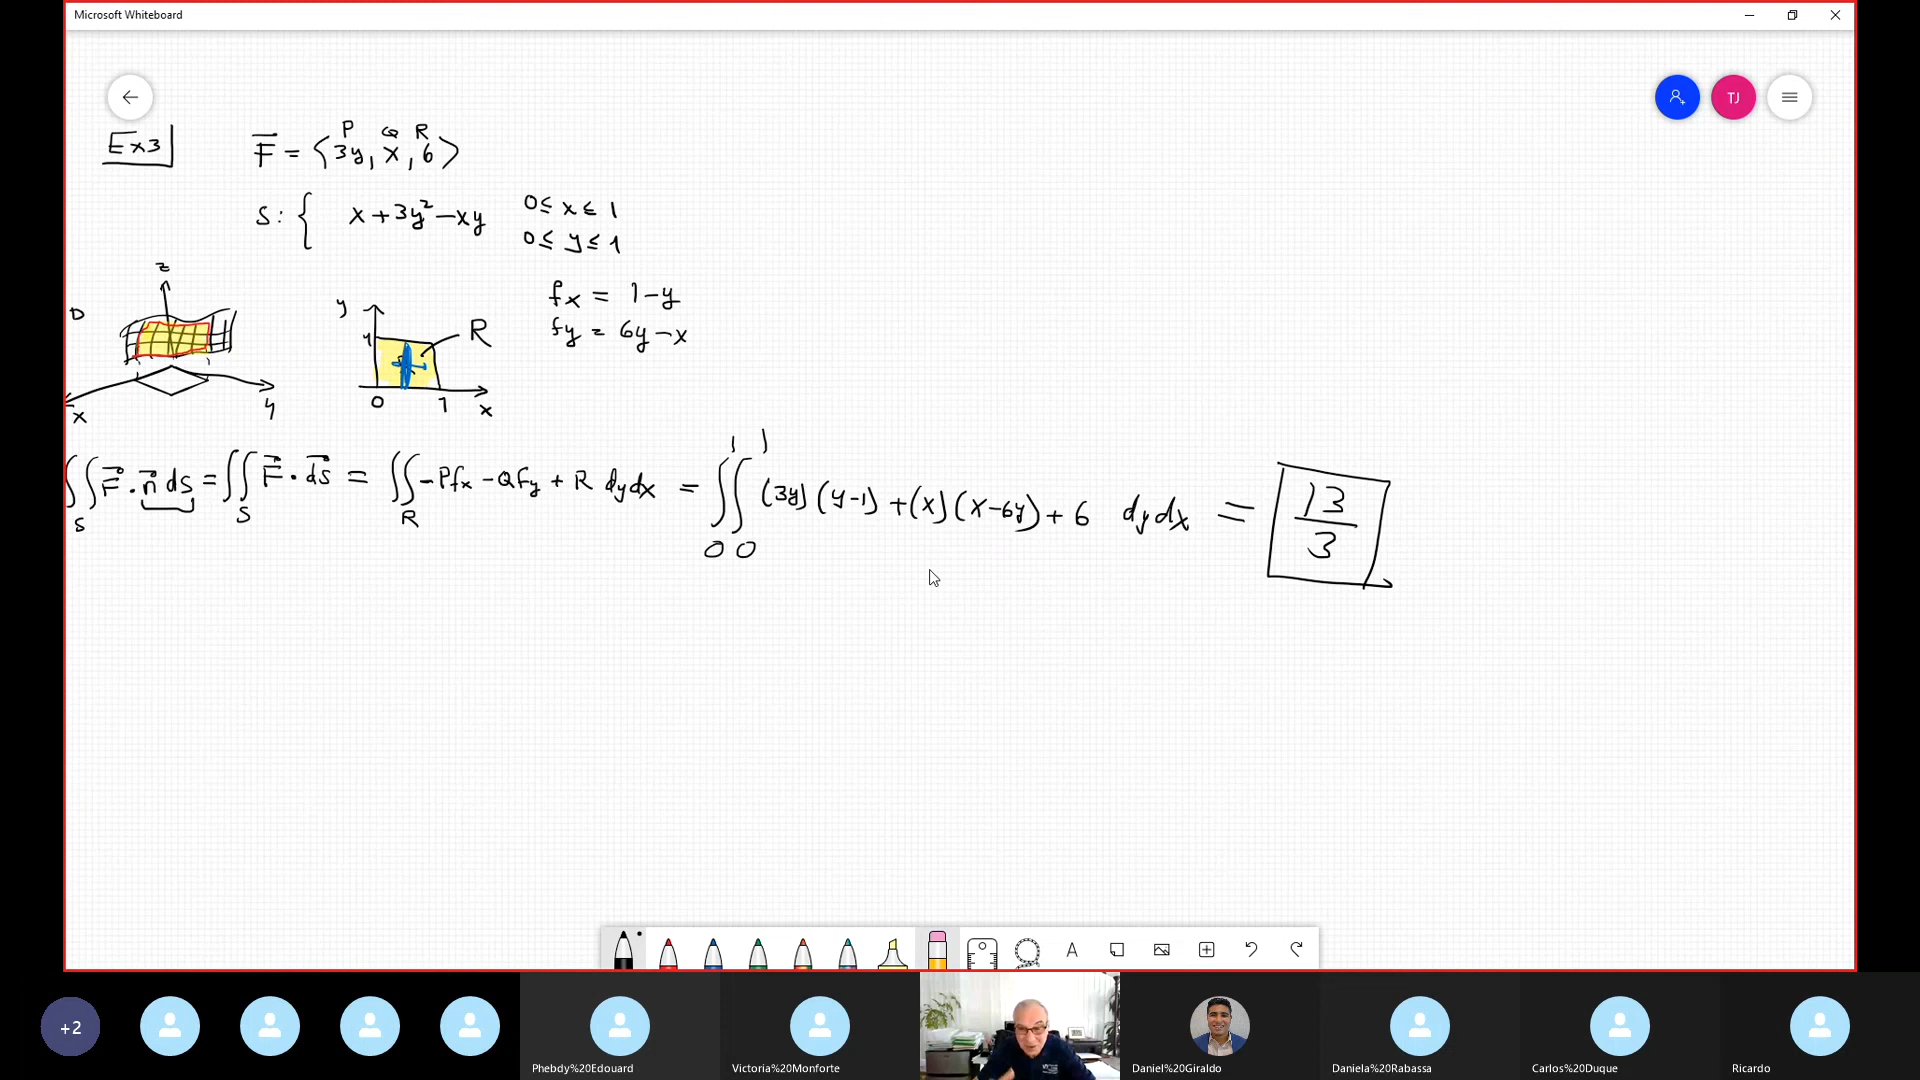 Microsoft Whiteboard
TJ
Ex3
P Q R
F = ⟨3y, x, 6⟩
S: { x + 3y² − xy
0 ≤ x ≤ 1
0 ≤ y ≤ 1
z
x
y
y
R
0 1 x
fx = 1−y
fy = 6y−x
∫∫S F · n ds = ∫∫S F · ds = ∫∫R −Pfx − Qfy + R dydx = ∫₀¹∫₀¹ (3y)(y−1) + (x)(x−6y) + 6 dydx = 13/3
A
+2
Phebdy%20Edouard
Victoria%20Monforte
Daniel%20Giraldo
Daniela%20Rabassa
Carlos%20Duque
Ricardo